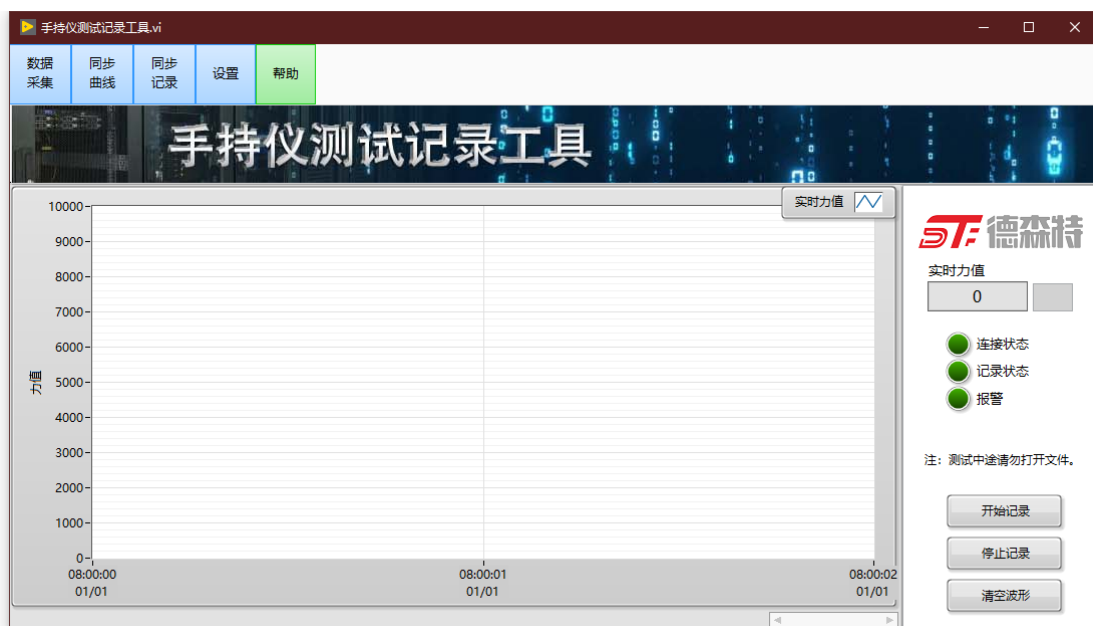 手持仪测试记录工具.vi
数据
采集
同步
曲线
同步
记录
设置
帮助
手持仪测试记录工具
实时力值
10000
9000
8000
7000
6000
5000
4000
3000
2000
1000
0
力值
08:00:00
01/01
08:00:01
01/01
08:00:02
01/01
德森特
实时力值
0
连接状态
记录状态
报警
注：测试中途请勿打开文件。
开始记录
停止记录
清空波形